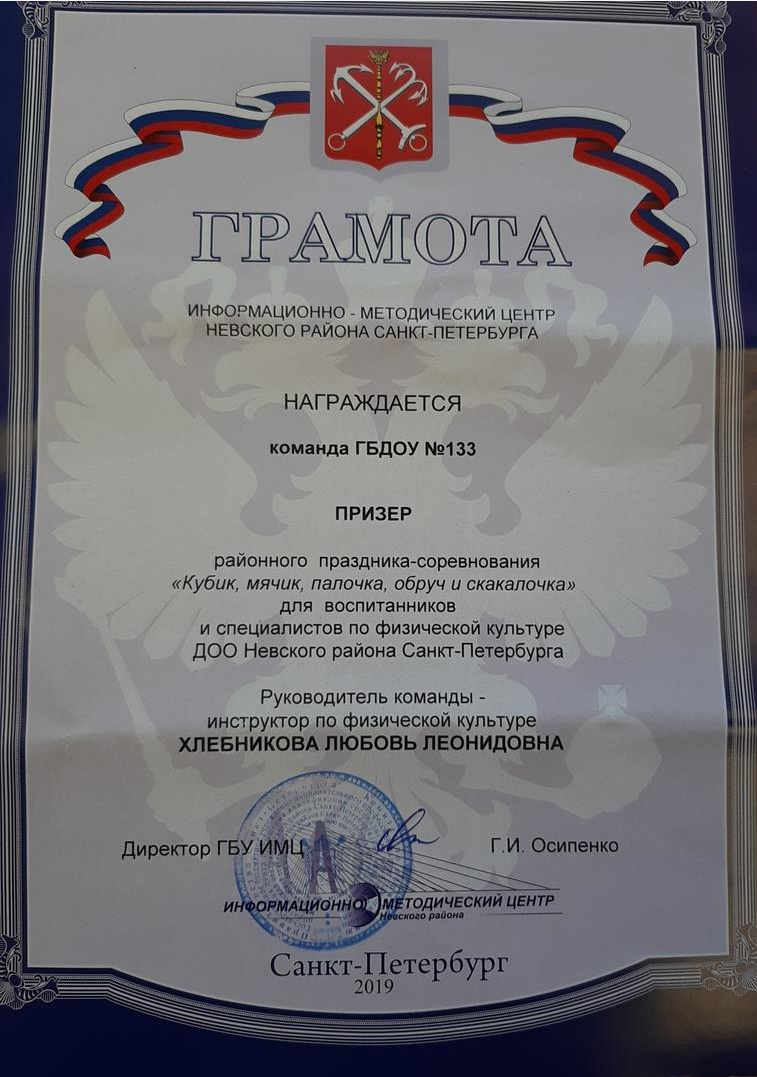 ГРАМОТА
ИНФОРМАЦИОННО - МЕТОДИЧЕСКИЙ ЦЕНТР
НЕВСКОГО РАЙОНА САНКТ-ПЕТЕРБУРГА
НАГРАЖДАЕТСЯ
команда ГБДОУ №133
ПРИЗЕР
районного праздника-соревнования
«Кубик, мячик, палочка, обруч и скакалочка»
для воспитанников
и специалистов по физической культуре
ДОО Невского района Санкт-Петербурга
Руководитель команды -
инструктор по физической культуре
ХЛЕБНИКОВА ЛЮБОВЬ ЛЕОНИДОВНА
Директор ГБУ ИМЦ Г.И. Осипенко
ИНФОРМАЦИОННО МЕТОДИЧЕСКИЙ ЦЕНТР
Невского района
Санкт-Петербург
2019